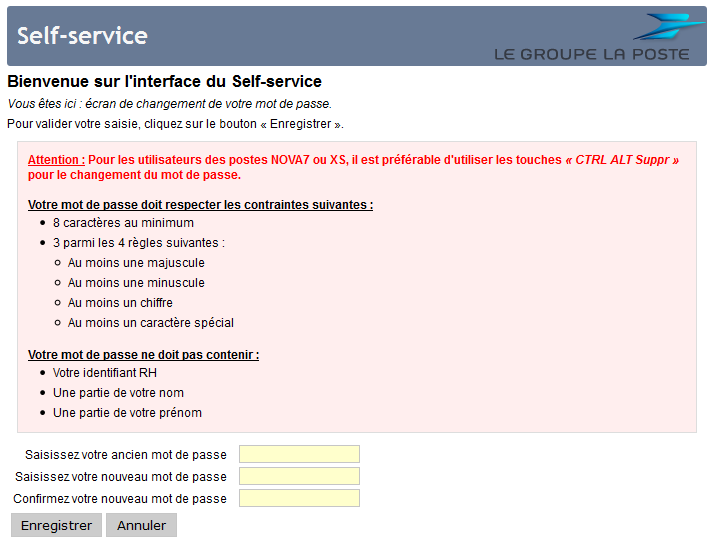 Self-service
LE GROUPE LA POSTE
Bienvenue sur l'interface du Self-service
Vous êtes ici : écran de changement de votre mot de passe.
Pour valider votre saisie, cliquez sur le bouton « Enregistrer ».
Attention : Pour les utilisateurs des postes NOVA7 ou XS, il est préférable d'utiliser les touches « CTRL ALT Suppr »
pour le changement du mot de passe.
Votre mot de passe doit respecter les contraintes suivantes :
• 8 caractères au minimum
• 3 parmi les 4 règles suivantes :
◦ Au moins une majuscule
◦ Au moins une minuscule
◦ Au moins un chiffre
◦ Au moins un caractère spécial
Votre mot de passe ne doit pas contenir :
• Votre identifiant RH
• Une partie de votre nom
• Une partie de votre prénom
Saisissez votre ancien mot de passe
Saisissez votre nouveau mot de passe
Confirmez votre nouveau mot de passe
Enregistrer Annuler